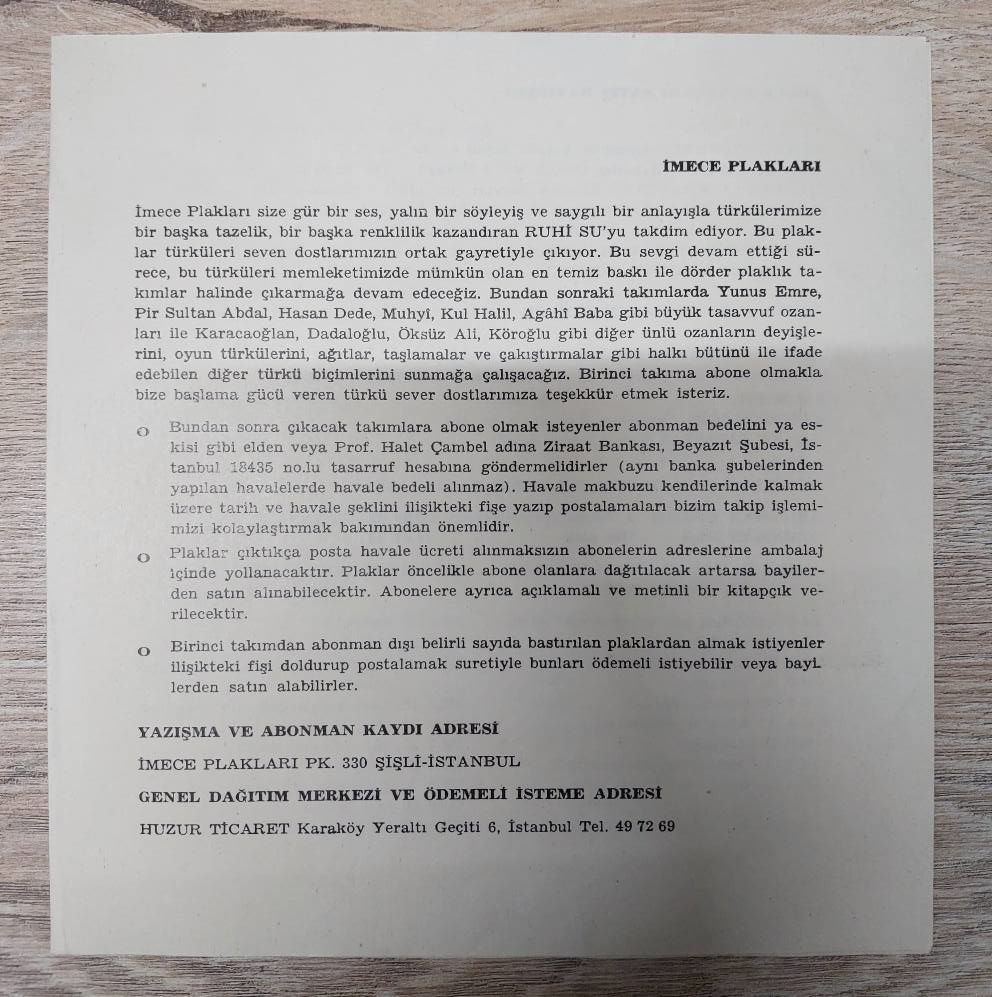 İMECE PLAKLARI
İmece Plakları size gür bir ses, yalın bir söyleyiş ve saygılı bir anlayışla türkülerimize
bir başka tazelik, bir başka renklilik kazandıran RUHİ SU'yu takdim ediyor. Bu plak-
lar türküleri seven dostlarımızın ortak gayretiyle çıkıyor. Bu sevgi devam ettiği sü-
rece, bu türküleri memleketimizde mümkün olan en temiz baskı ile dörder plaklık ta-
kımlar halinde çıkarmağa devam edeceğiz. Bundan sonraki takımlarda Yunus Emre,
Pir Sultan Abdal, Hasan Dede, Muhyî, Kul Halil, Agâhî Baba gibi büyük tasavvuf ozan-
ları ile Karacaoğlan, Dadaloğlu, Öksüz Ali, Köroğlu gibi diğer ünlü ozanların deyişle-
rini, oyun türkülerini, ağıtlar, taşlamalar ve çakıştırmalar gibi halkı bütünü ile ifade
edebilen diğer türkü biçimlerini sunmağa çalışacağız. Birinci takıma abone olmakla
bize başlama gücü veren türkü sever dostlarımıza teşekkür etmek isteriz.
o Bundan sonra çıkacak takımlara abone olmak isteyenler abonman bedelini ya es-
kisi gibi elden veya Prof. Halet Çambel adına Ziraat Bankası, Beyazıt Şubesi, İs-
tanbul 18435 no.lu tasarruf hesabına göndermelidirler (aynı banka şubelerinden
yapılan havalelerde havale bedeli alınmaz). Havale makbuzu kendilerinde kalmak
üzere tarih ve havale şeklini ilişikteki fişe yazıp postalamaları bizim takip işlemi-
mizi kolaylaştırmak bakımından önemlidir.
o Plaklar çıktıkça posta havale ücreti alınmaksızın abonelerin adreslerine ambalaj
içinde yollanacaktır. Plaklar öncelikle abone olanlara dağıtılacak artarsa bayiler-
den satın alınabilecektir. Abonelere ayrıca açıklamalı ve metinli bir kitapçık ve-
rilecektir.
o Birinci takımdan abonman dışı belirli sayıda bastırılan plaklardan almak istiyenler
ilişikteki fişi doldurup postalamak suretiyle bunları ödemeli istiyebilir veya bayi-
lerden satın alabilirler.
YAZIŞMA VE ABONMAN KAYDI ADRESİ
İMECE PLAKLARI PK. 330 ŞİŞLİ-İSTANBUL
GENEL DAĞITIM MERKEZİ VE ÖDEMELİ İSTEME ADRESİ
HUZUR TİCARET Karaköy Yeraltı Geçiti 6, İstanbul Tel. 49 72 69